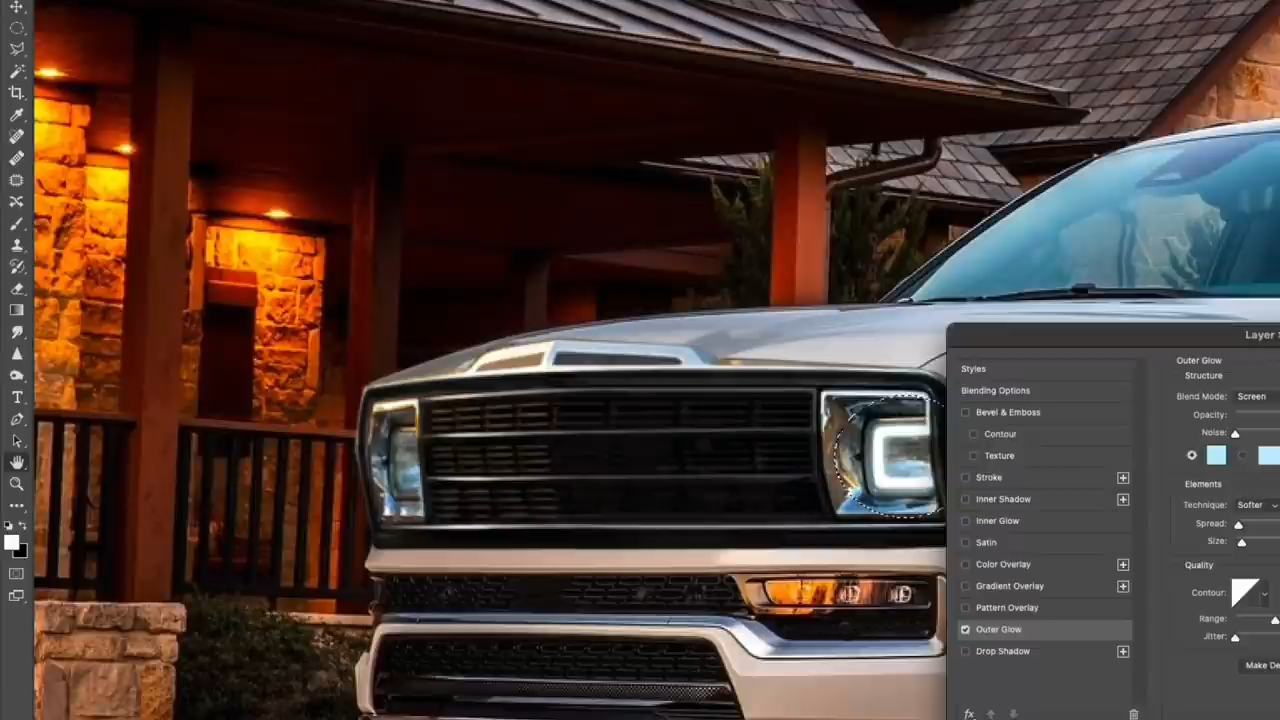 Layer
Styles
Blending Options
Bevel & Emboss
Contour
Texture
Stroke
Inner Shadow
Inner Glow
Satin
Color Overlay
Gradient Overlay
Pattern Overlay
Outer Glow
Drop Shadow
fx
Outer Glow
Structure
Blend Mode: Screen
Opacity:
Noise:
Elements
Technique: Softer
Spread:
Size:
Quality
Contour:
Range:
Jitter:
Make De